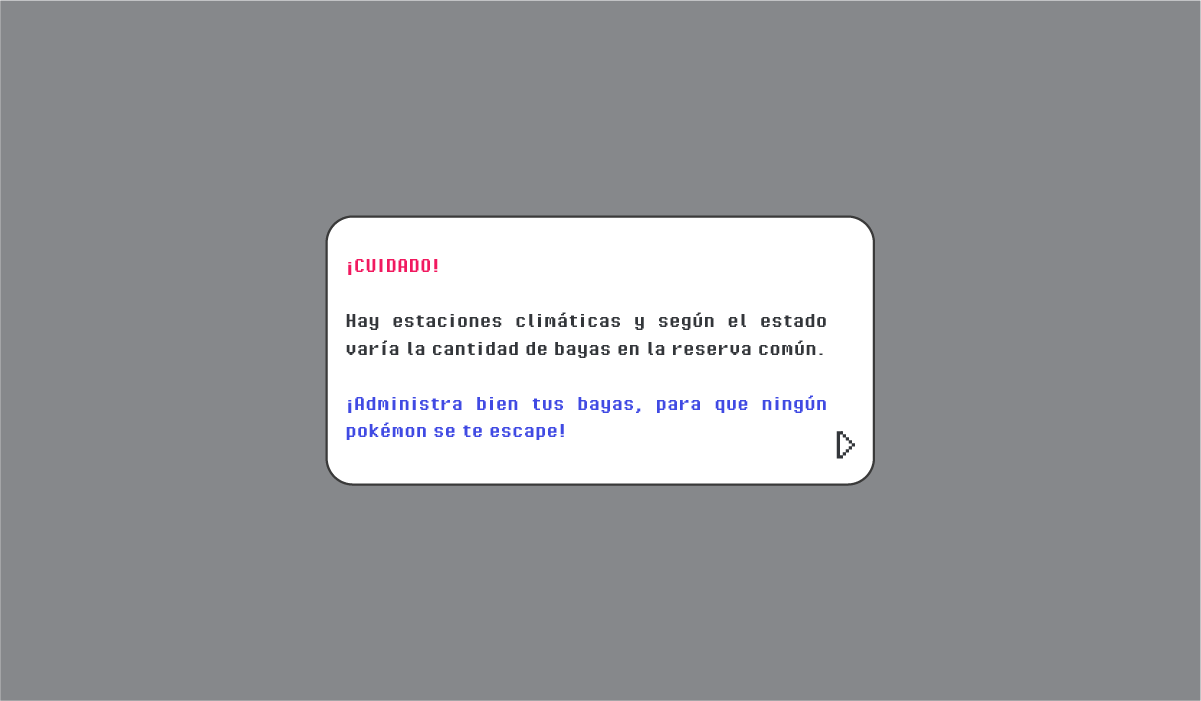 ¡CUIDADO!
Hay estaciones climáticas y según el estado
varía la cantidad de bayas en la reserva común.
¡Administra bien tus bayas, para que ningún
pokémon se te escape!